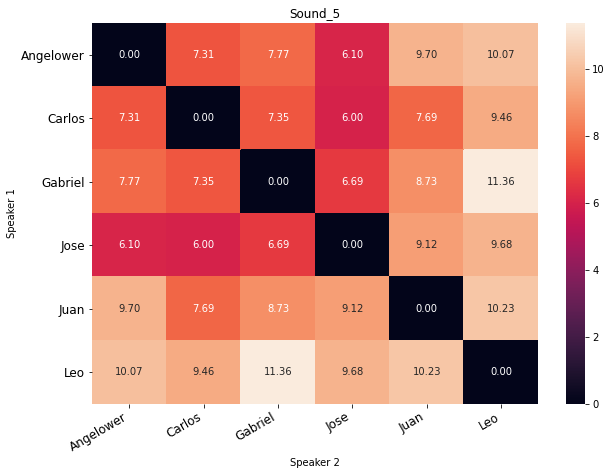 Sound_5
Angelower 0.00 7.31 7.77 6.10 9.70 10.07
Carlos 7.31 0.00 7.35 6.00 7.69 9.46
Gabriel 7.77 7.35 0.00 6.69 8.73 11.36
Jose 6.10 6.00 6.69 0.00 9.12 9.68
Juan 9.70 7.69 8.73 9.12 0.00 10.23
Leo 10.07 9.46 11.36 9.68 10.23 0.00
Angelower Carlos Gabriel Jose Juan Leo
Speaker 1
Speaker 2
10
8
6
4
2
0